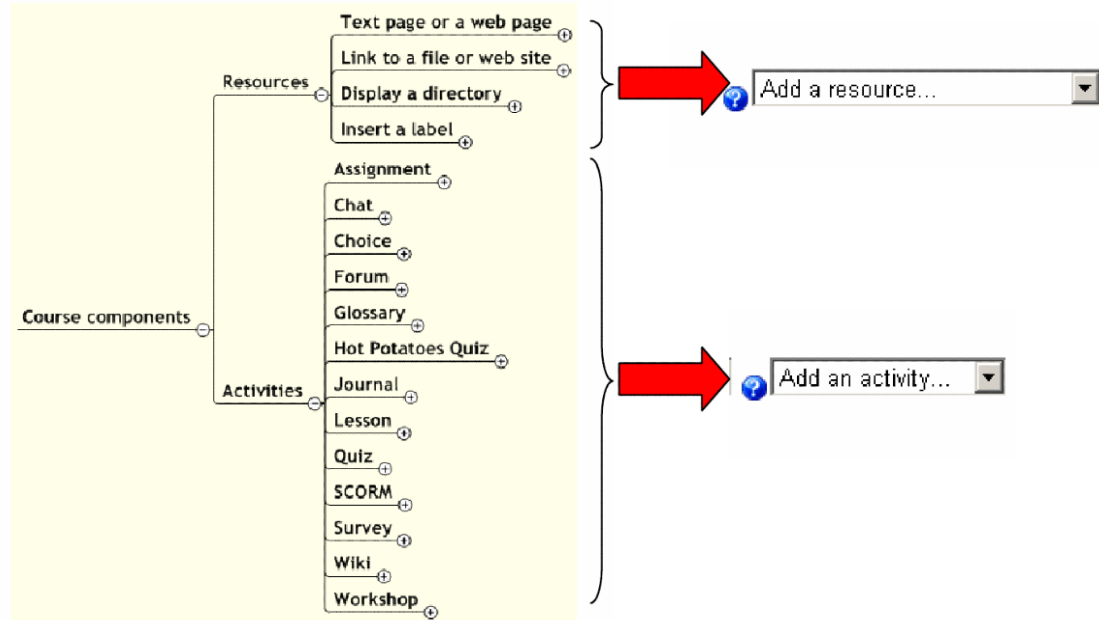 Text page or a web page
Link to a file or web site
Resources
Display a directory
Insert a label
Add a resource...
Assignment
Chat
Choice
Forum
Course components
Glossary
Hot Potatoes Quiz
Activities
Journal
Lesson
Quiz
SCORM
Survey
Wiki
Workshop
Add an activity...